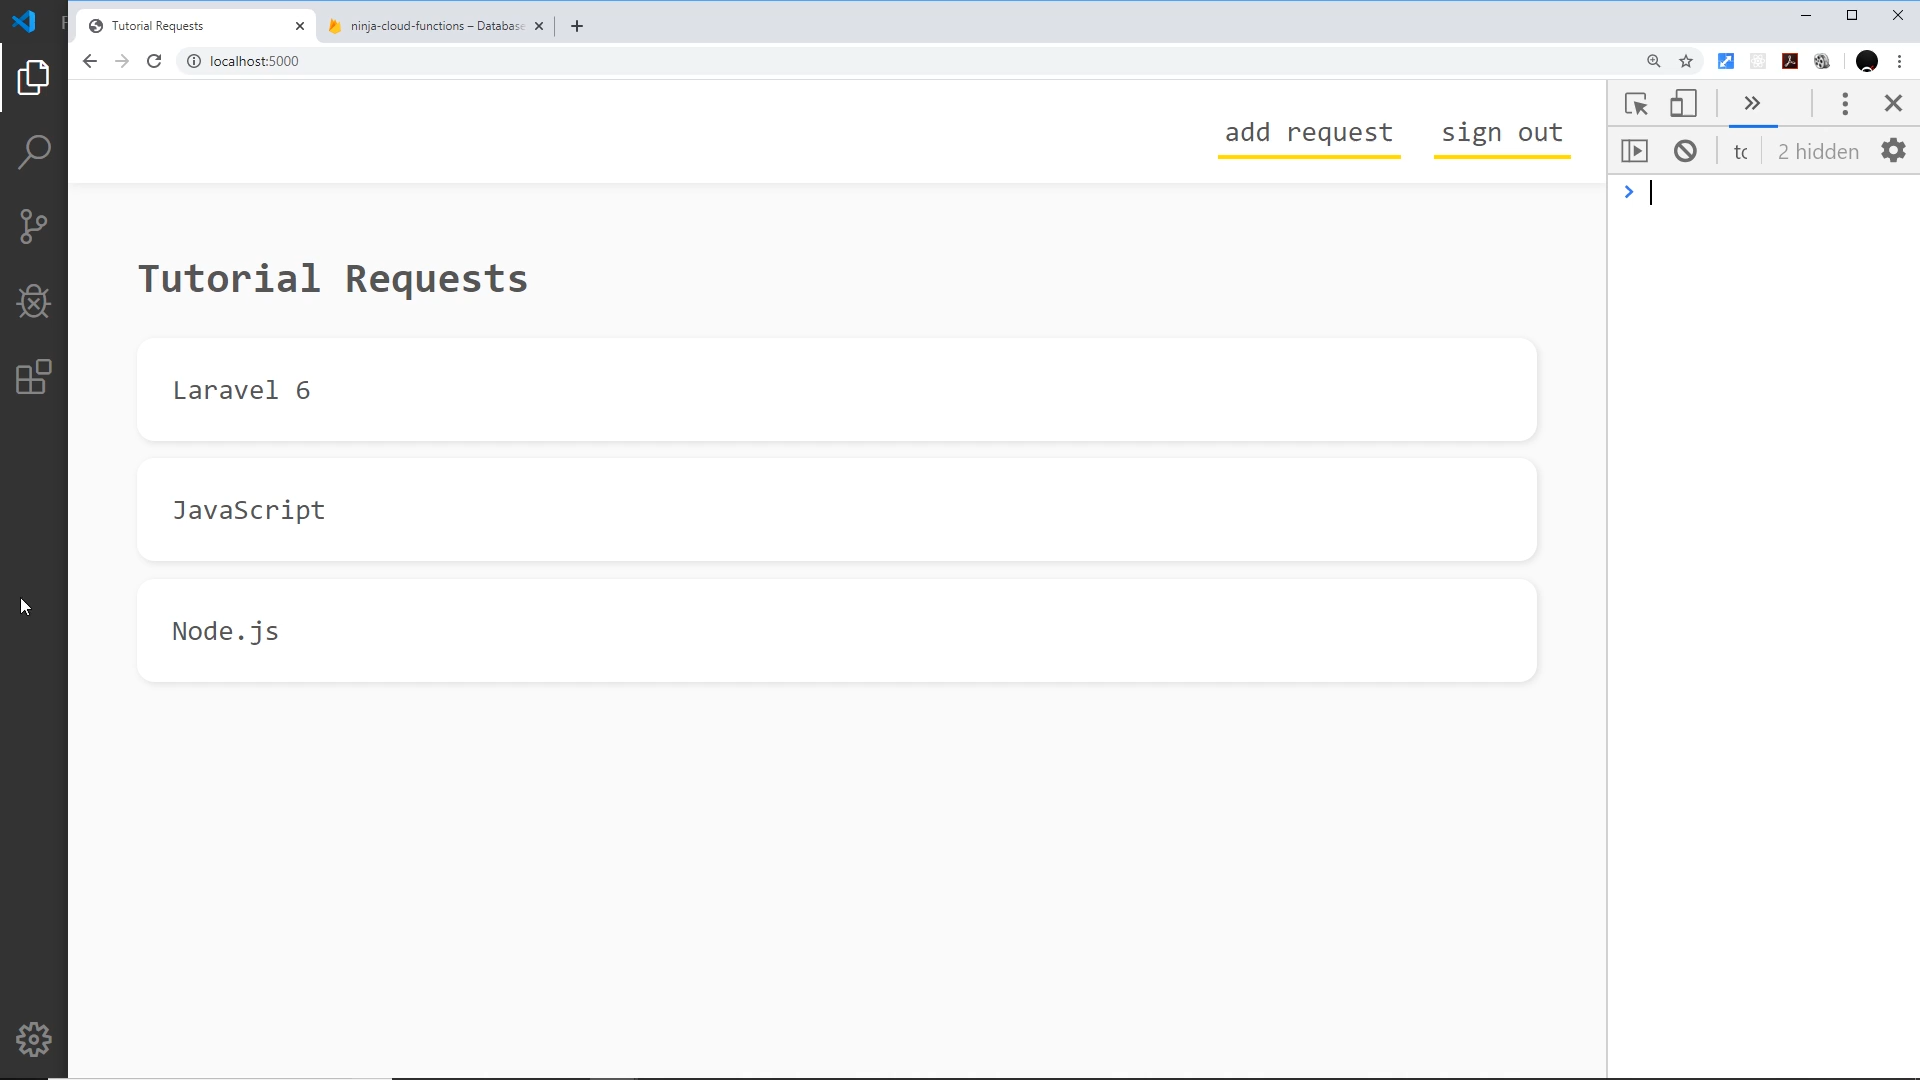 Tutorial Requests
ninja-cloud-functions – Database
localhost:5000
2 hidden
add request
sign out
Tutorial Requests
Laravel 6
JavaScript
Node.js